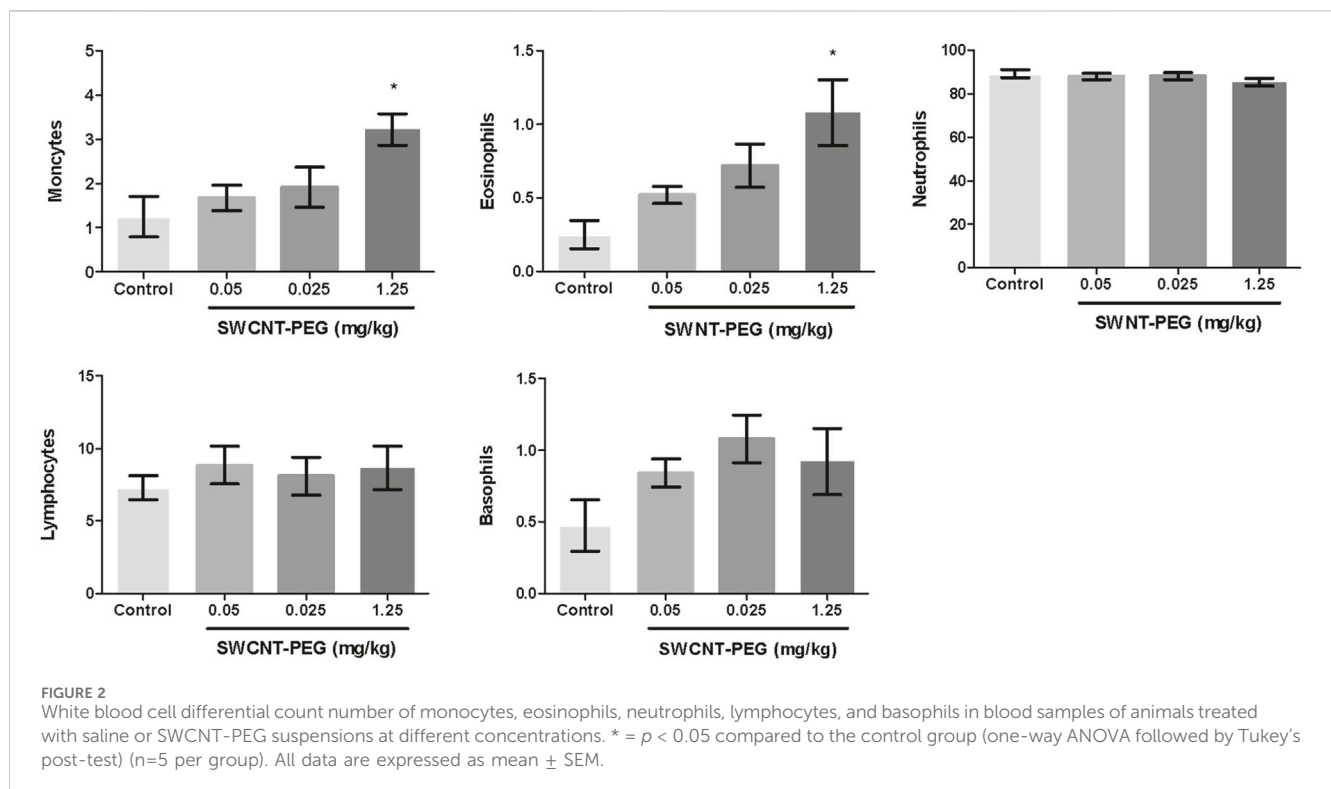 5
4
3
2
1
0
Moncytes
*
Control 0.05 0.025 1.25
SWCNT-PEG (mg/kg)
1.5
1.0
0.5
0.0
Eosinophils
*
Control 0.05 0.025 1.25
SWNT-PEG (mg/kg)
100
80
60
40
20
0
Neutrophils
Control 0.05 0.025 1.25
SWNT-PEG (mg/kg)
15
10
5
0
Lymphocytes
Control 0.05 0.025 1.25
SWCNT-PEG (mg/kg)
1.5
1.0
0.5
0.0
Basophils
Control 0.05 0.025 1.25
SWCNT-PEG (mg/kg)
FIGURE 2
White blood cell differential count number of monocytes, eosinophils, neutrophils, lymphocytes, and basophils in blood samples of animals treated
with saline or SWCNT-PEG suspensions at different concentrations. * = p < 0.05 compared to the control group (one-way ANOVA followed by Tukey's
post-test) (n=5 per group). All data are expressed as mean ± SEM.